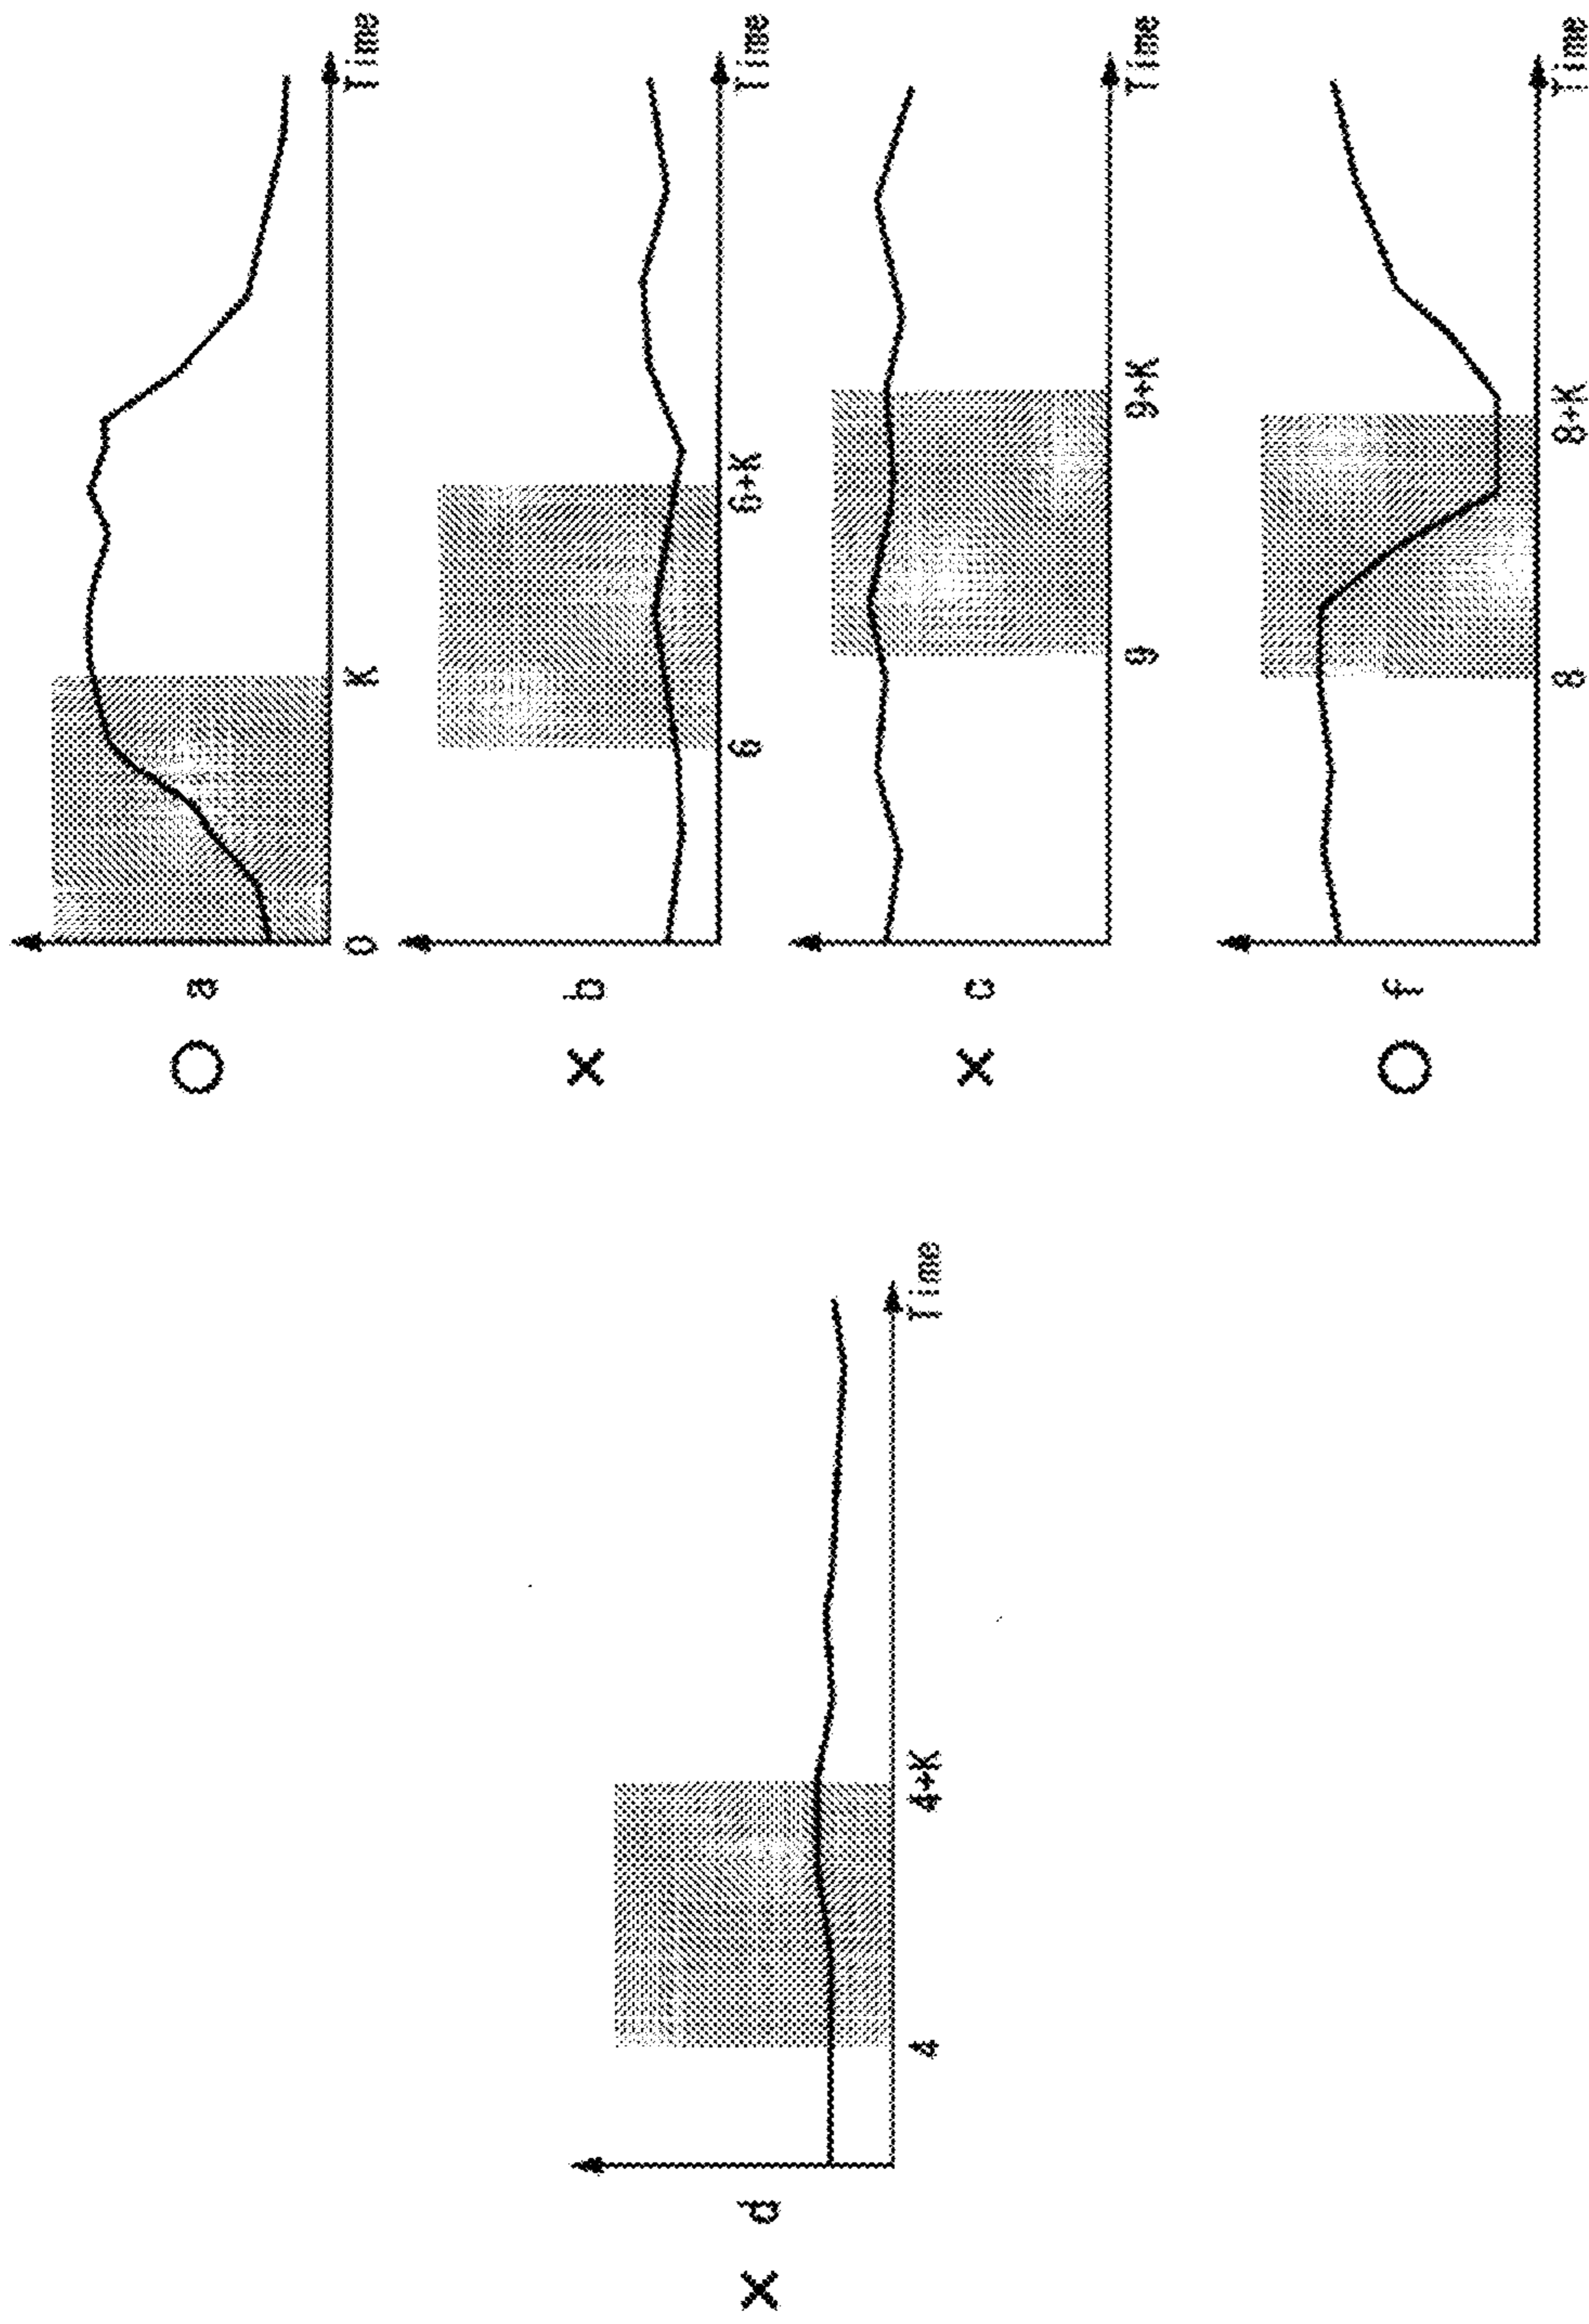 × d
4 4+K Time
○ a
0 K Time
× b
6 6+K Time
× c
9 9+K Time
○ f
8 8+K Time